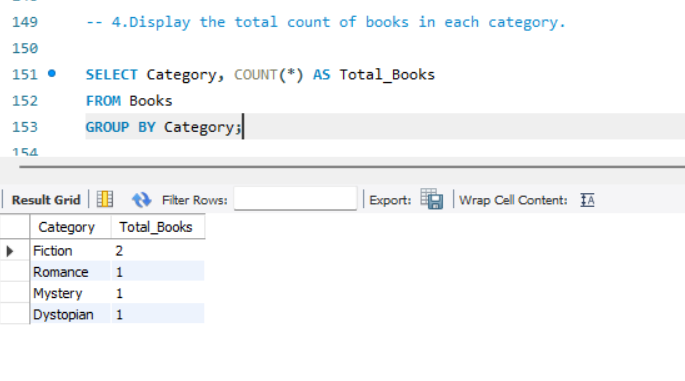 149 -- 4.Display the total count of books in each category.
150
151 SELECT Category, COUNT(*) AS Total_Books
152 FROM Books
153 GROUP BY Category;
154
Result Grid Filter Rows: Export: Wrap Cell Content: IA
Category Total_Books
Fiction 2
Romance 1
Mystery 1
Dystopian 1